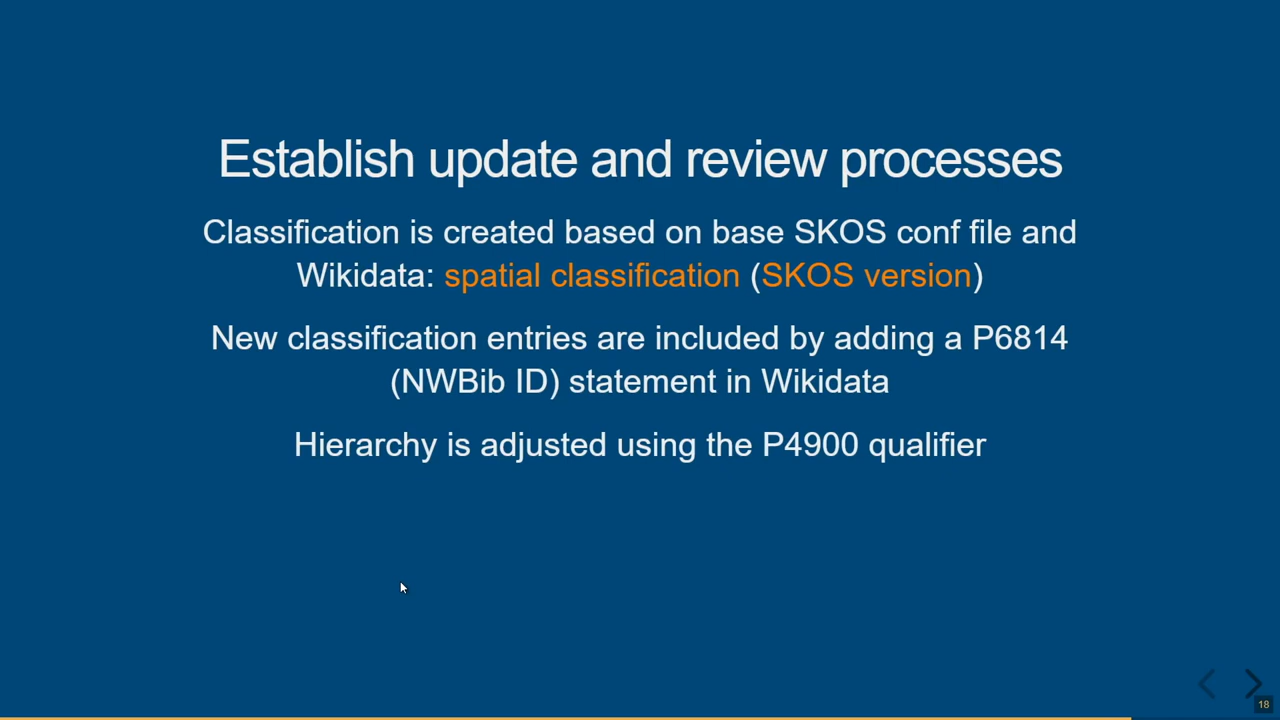 Establish update and review processes
Classification is created based on base SKOS conf file and
Wikidata: spatial classification (SKOS version)
New classification entries are included by adding a P6814
(NWBib ID) statement in Wikidata
Hierarchy is adjusted using the P4900 qualifier
18